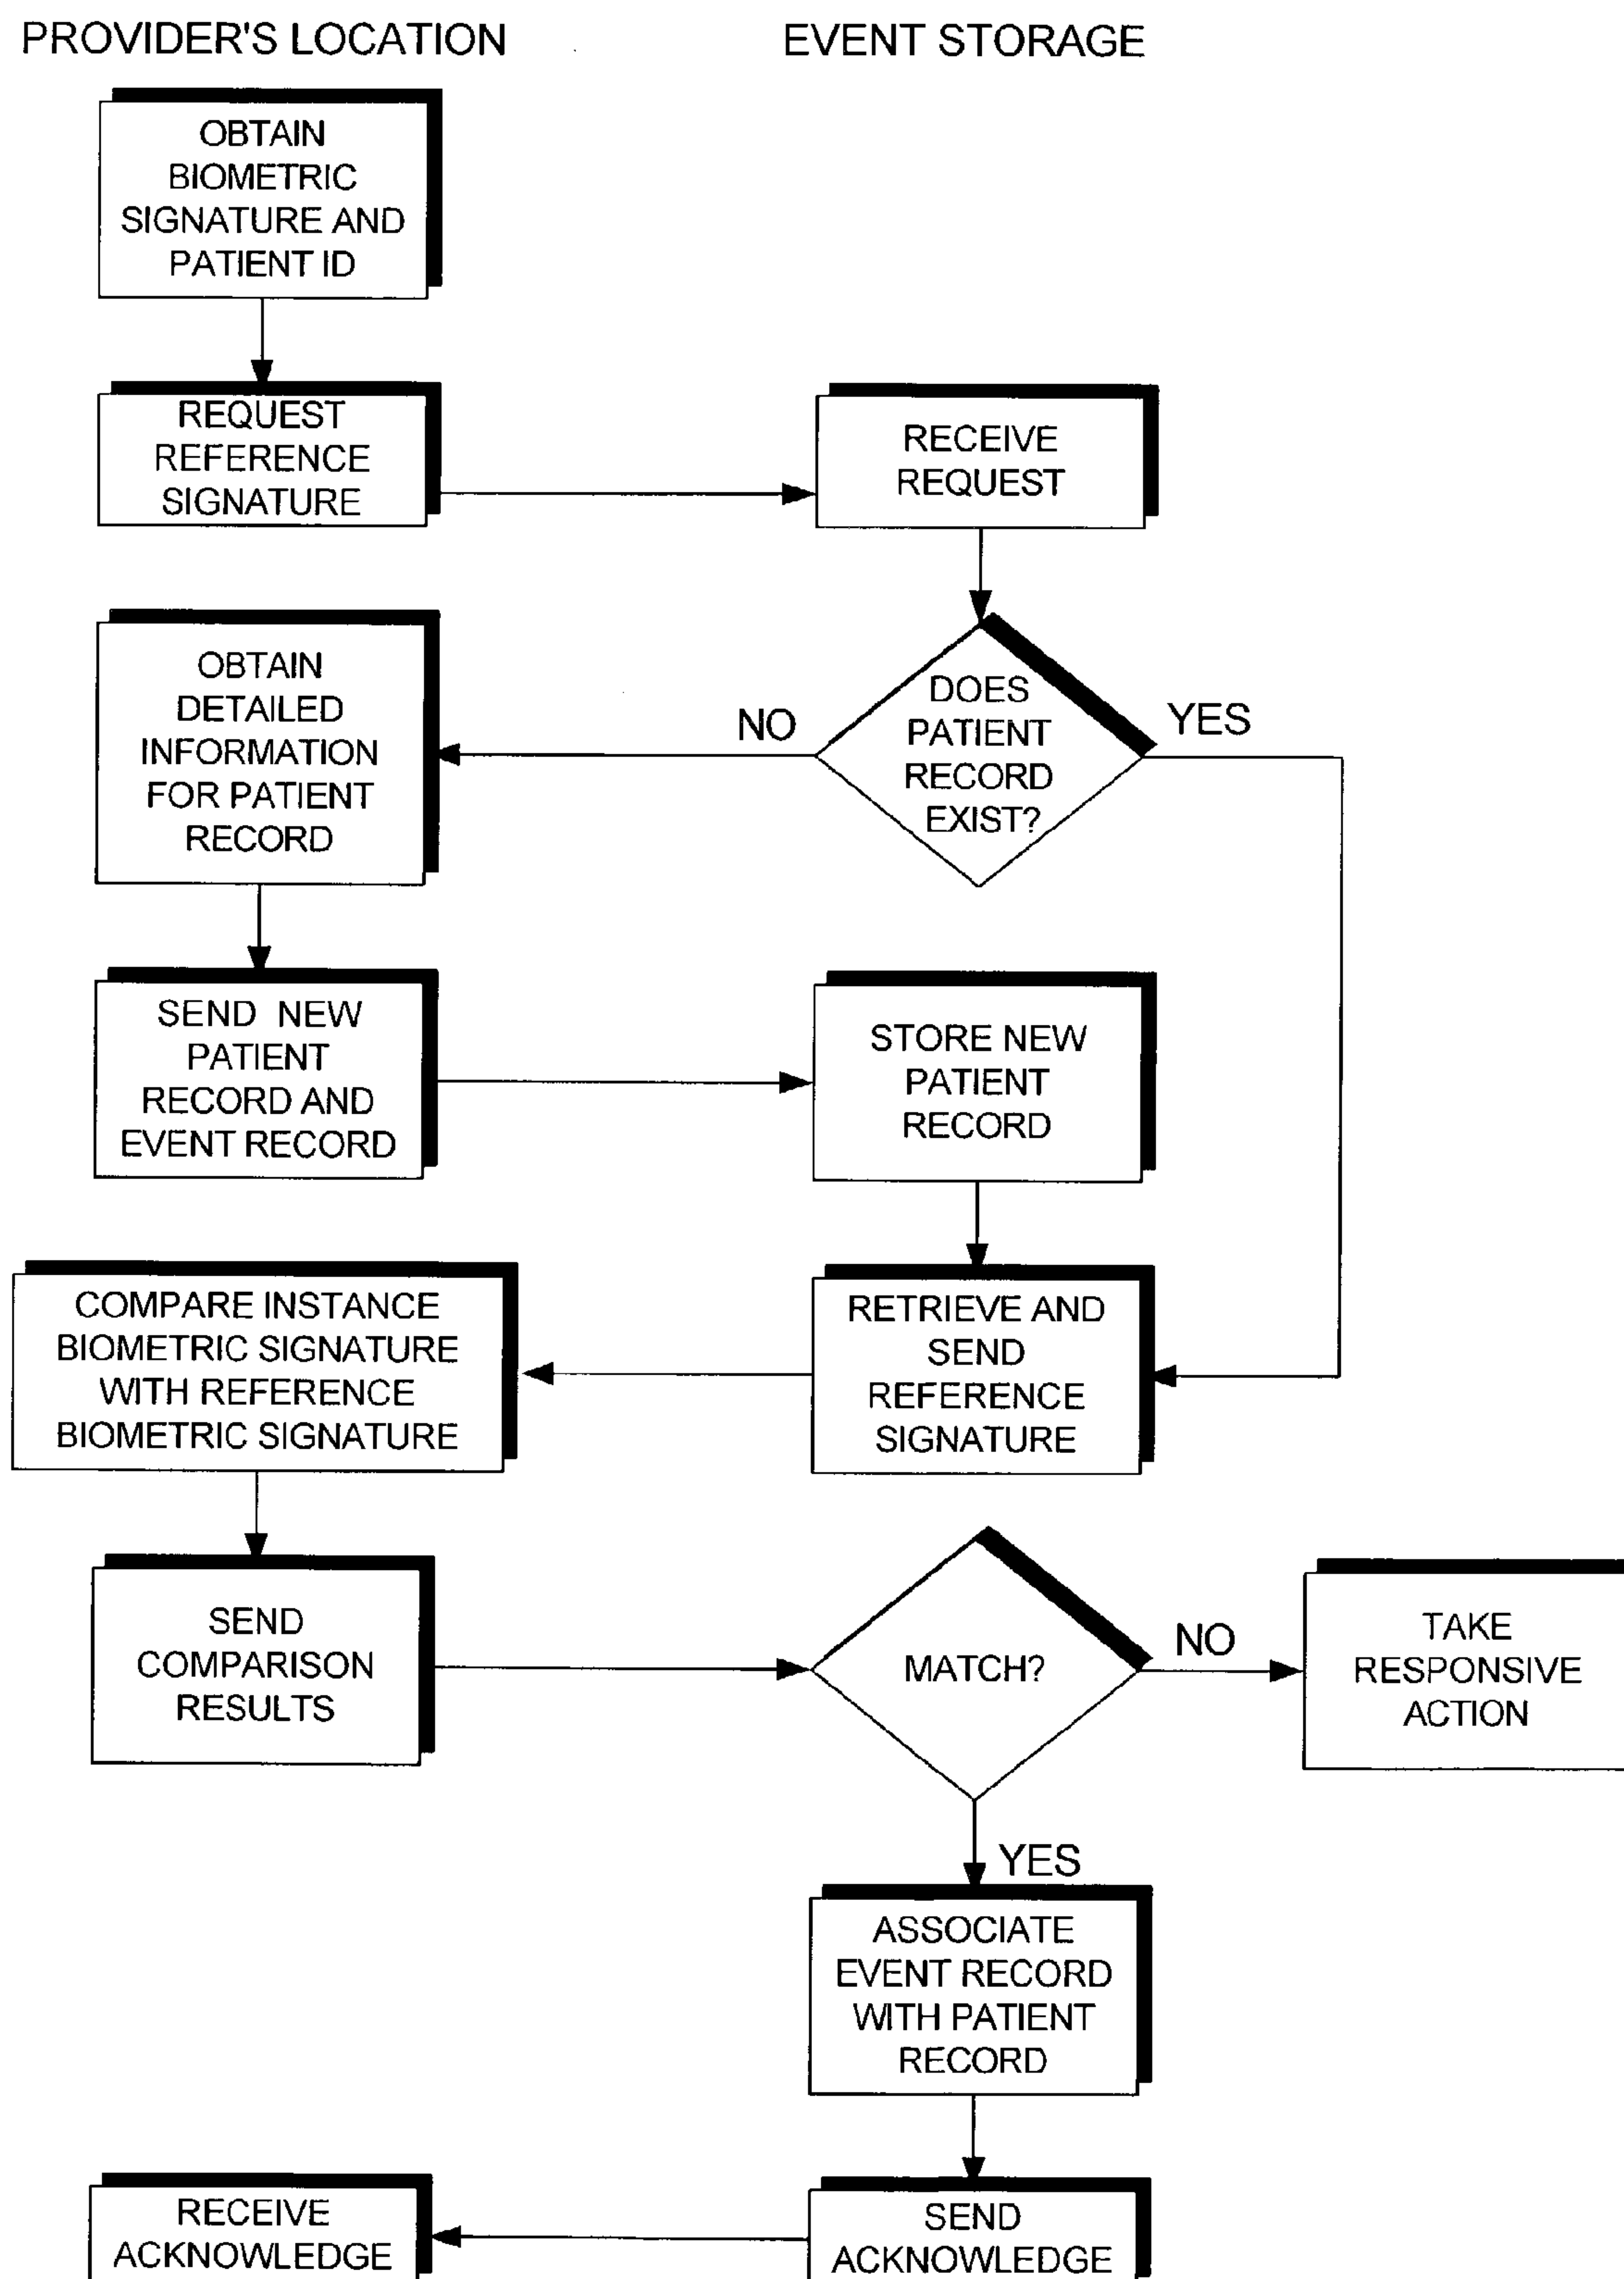 PROVIDER'S LOCATION
EVENT STORAGE
OBTAIN
BIOMETRIC
SIGNATURE AND
PATIENT ID
REQUEST
REFERENCE
SIGNATURE
RECEIVE
REQUEST
DOES
PATIENT
RECORD
EXIST?
NO
YES
OBTAIN
DETAILED
INFORMATION
FOR PATIENT
RECORD
SEND NEW
PATIENT
RECORD AND
EVENT RECORD
STORE NEW
PATIENT
RECORD
RETRIEVE AND
SEND
REFERENCE
SIGNATURE
COMPARE INSTANCE
BIOMETRIC SIGNATURE
WITH REFERENCE
BIOMETRIC SIGNATURE
SEND
COMPARISON
RESULTS
MATCH?
NO
TAKE
RESPONSIVE
ACTION
YES
ASSOCIATE
EVENT RECORD
WITH PATIENT
RECORD
SEND
ACKNOWLEDGE
RECEIVE
ACKNOWLEDGE